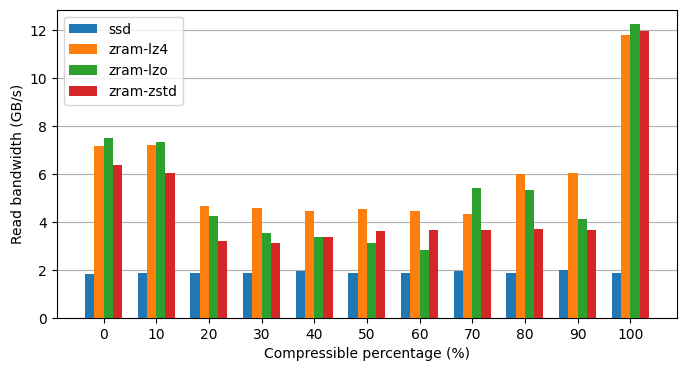 ssd
zram-lz4
zram-lzo
zram-zstd
Read bandwidth (GB/s)
12
10
8
6
4
2
0
0 10 20 30 40 50 60 70 80 90 100
Compressible percentage (%)